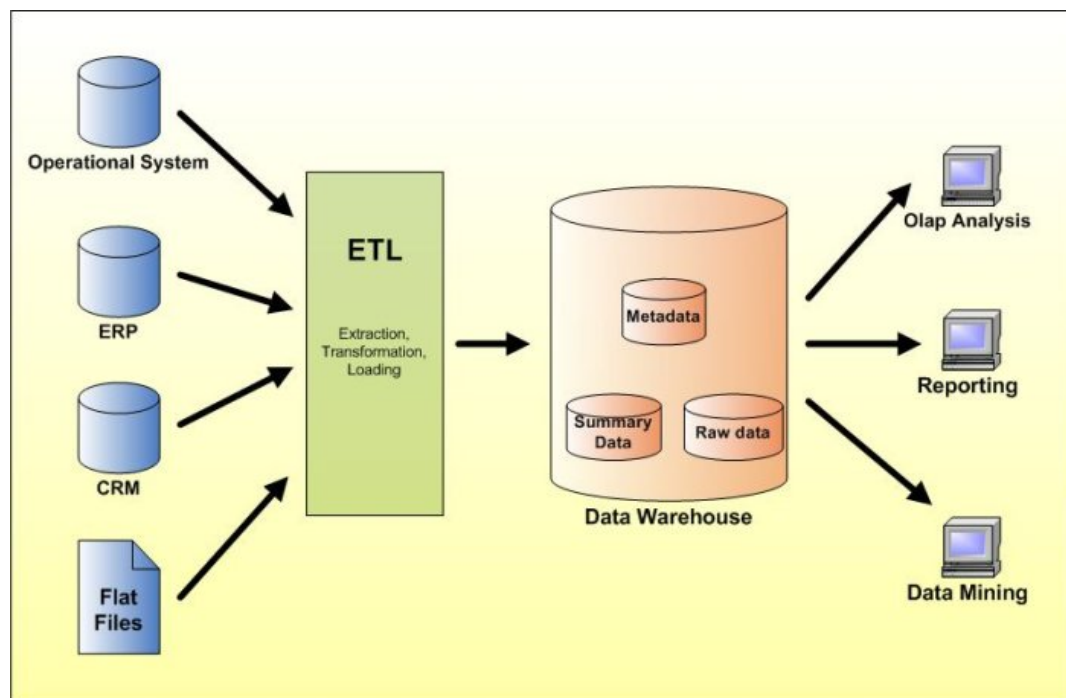 Operational System
ERP
CRM
Flat
Files
ETL
Extraction,
Transformation,
Loading
Metadata
Summary
Data
Raw data
Data Warehouse
Olap Analysis
Reporting
Data Mining